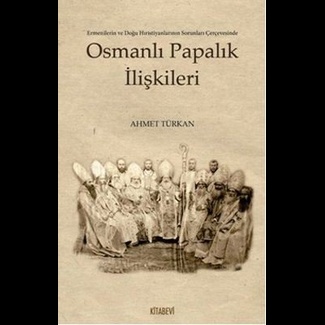 Ermenilerin ve Doğu Hıristiyanlarının Sorunları Çerçevesinde
Osmanlı Papalık
İlişkileri
AHMET TÜRKAN
KİTABEVİ